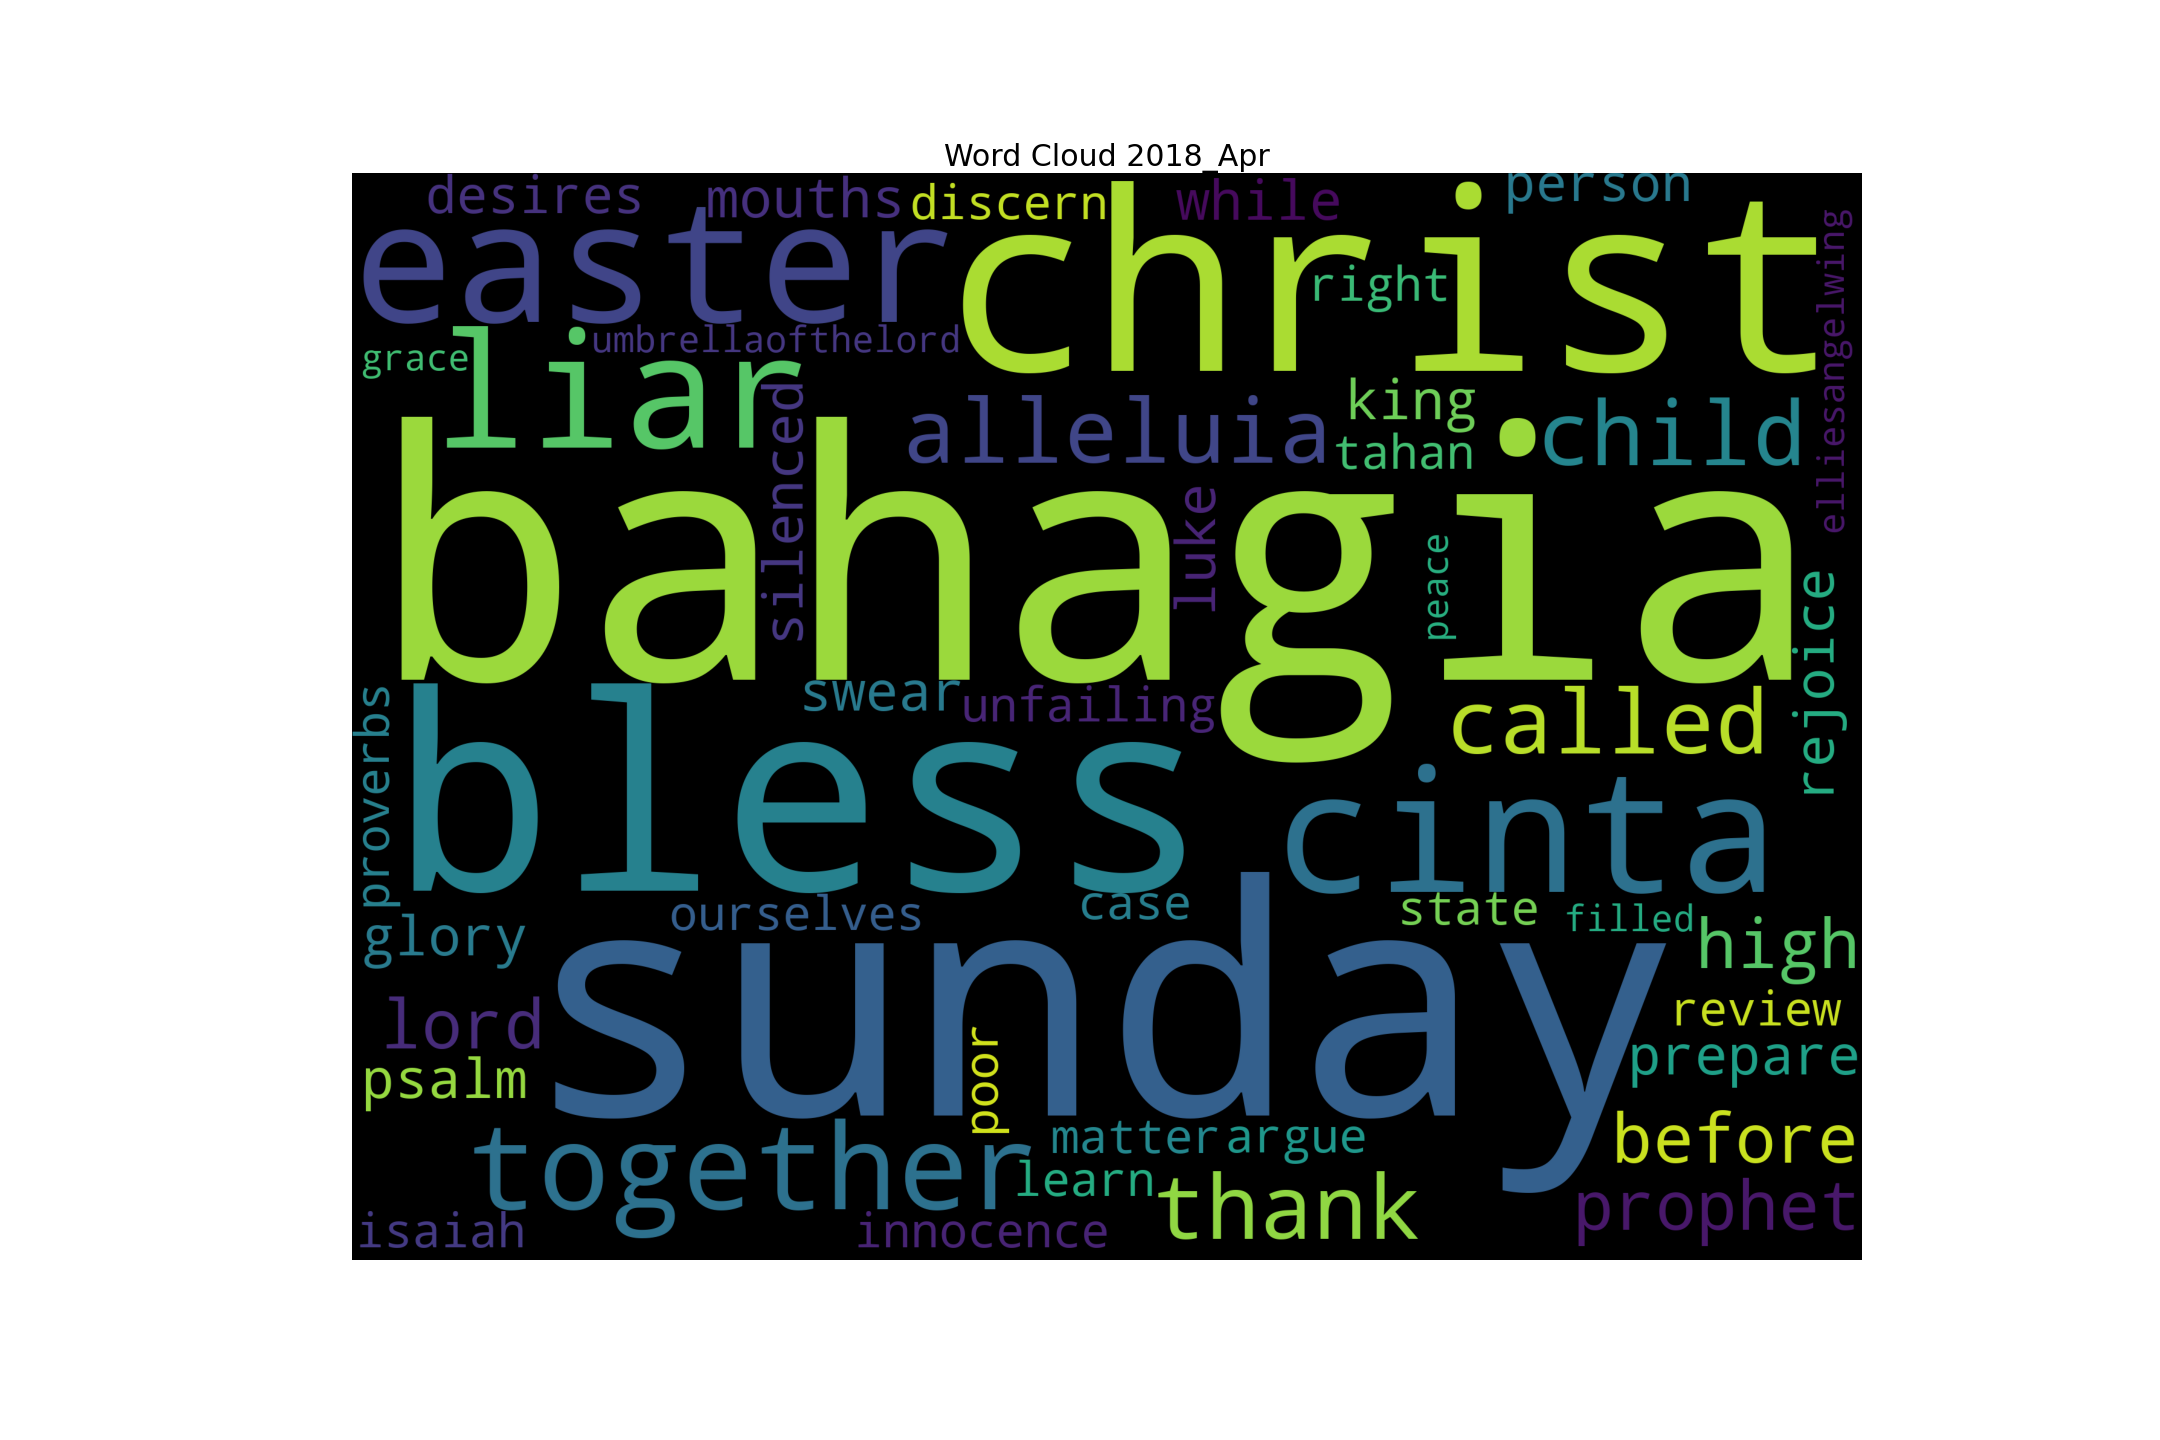 Word Cloud 2018_Apr
desires mouths discern while person
easter christ
right
elliesangelwing
umbrellaofthelord
grace liar
silenced
alleluia king child
tahan
bahagia
luke
peace
rejoice
swear unfailing called
proverbs
bless cinta
glory ourselves case state filled high
sunday
lord review
psalm poor prepare
together matter argue before
learn thank prophet
isaiah innocence